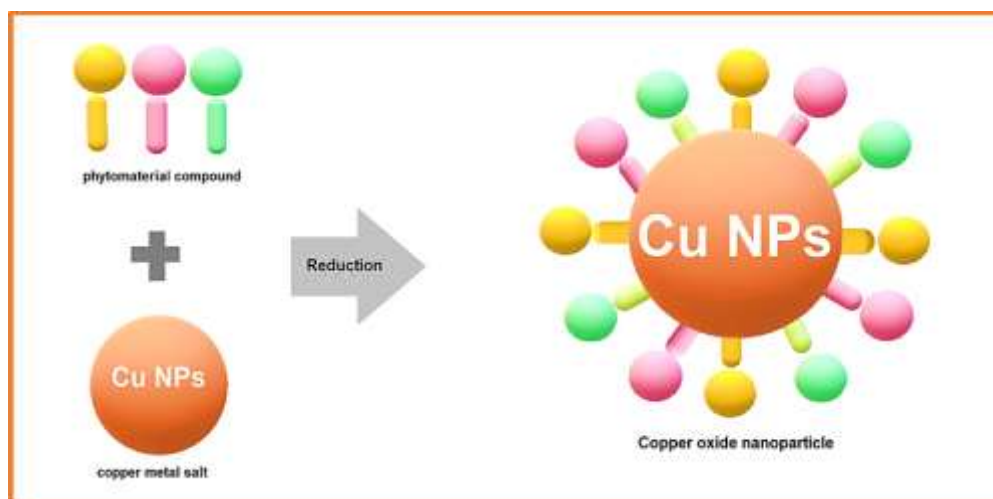 phytomaterial compound
Cu NPs
copper metal salt
Reduction
Cu NPs
Copper oxide nanoparticle